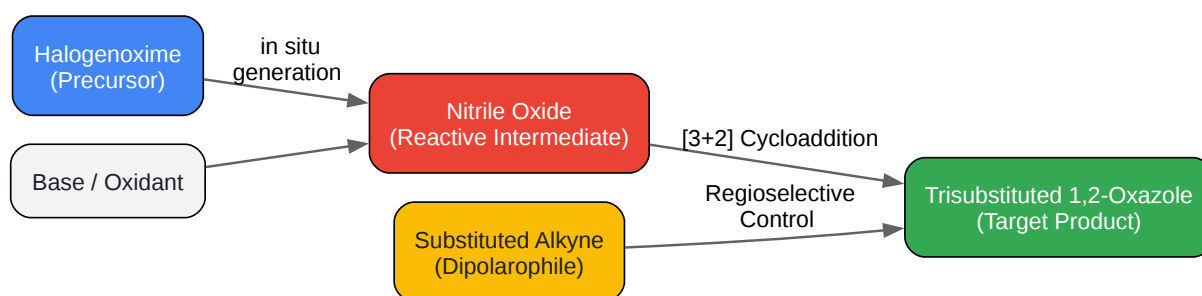 Halogenoxime
(Precursor)
in situ
generation
Base / Oxidant
Nitrile Oxide
(Reactive Intermediate)
Substituted Alkyne
(Dipolarophile)
[3+2] Cycloaddition
Regioselective
Control
Trisubstituted 1,2-Oxazole
(Target Product)